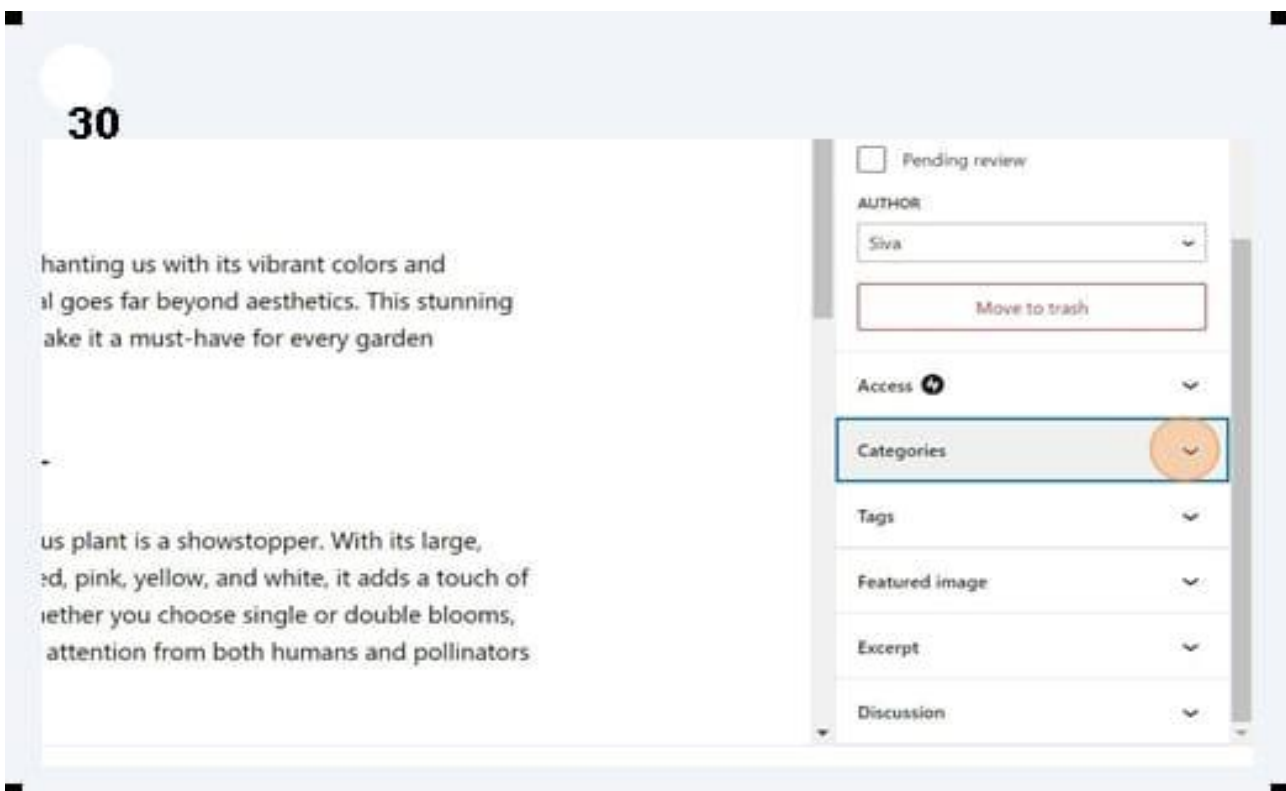 30
Pending review
AUTHOR
Siva
Move to trash
Access
Categories
Tags
Featured image
Excerpt
Discussion
hanting us with its vibrant colors and
al goes far beyond aesthetics. This stunning
ake it a must-have for every garden
us plant is a showstopper. With its large,
ed, pink, yellow, and white, it adds a touch of
hether you choose single or double blooms,
attention from both humans and pollinators